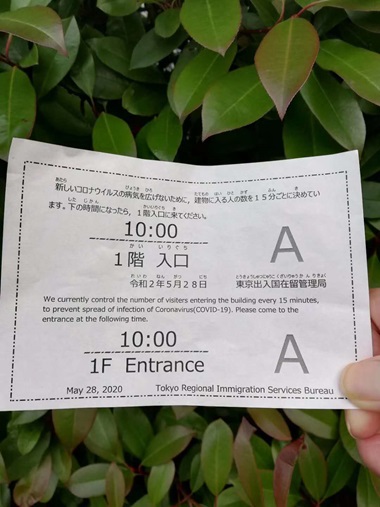 新しいコロナウイルスの病気を広げないために，建物に入る人の数を１５分ごとに決めてい
ます。下の時間になったら，１階入口に来てください。
10:00
1階 入口
A
令和２年５月２８日 東京出入国在留管理局
We currently control the number of visitors entering the building every 15 minutes,
to prevent spread of infection of Coronavirus(COVID-19). Please come to the
entrance at the following time.
10:00
1F Entrance
A
May 28, 2020 Tokyo Regional Immigration Services Bureau